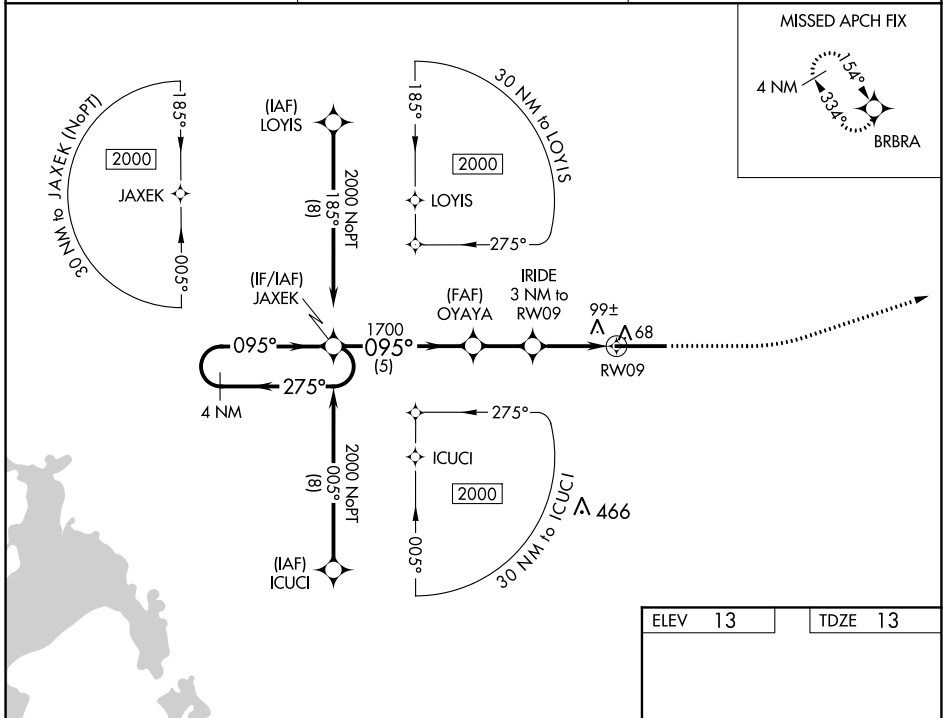 MISSED APCH FIX
4 NM
154°
334°
BRBRA
30 NM to JAXEK (NoPT)
185°
2000
JAXEK
005°
(IAF)
LOYIS
2000 NoPT
185°
(8)
30 NM to LOYIS
185°
2000
LOYIS
275°
(IF/IAF)
JAXEK
095°
275°
4 NM
1700
095°
(5)
(FAF)
OYAYA
IRIDE
3 NM to
RW09
99±
68
RW09
2000 NoPT
005°
(8)
(IAF)
ICUCI
275°
ICUCI
2000
005°
30 NM to ICUCI
466
ELEV 13
TDZE 13